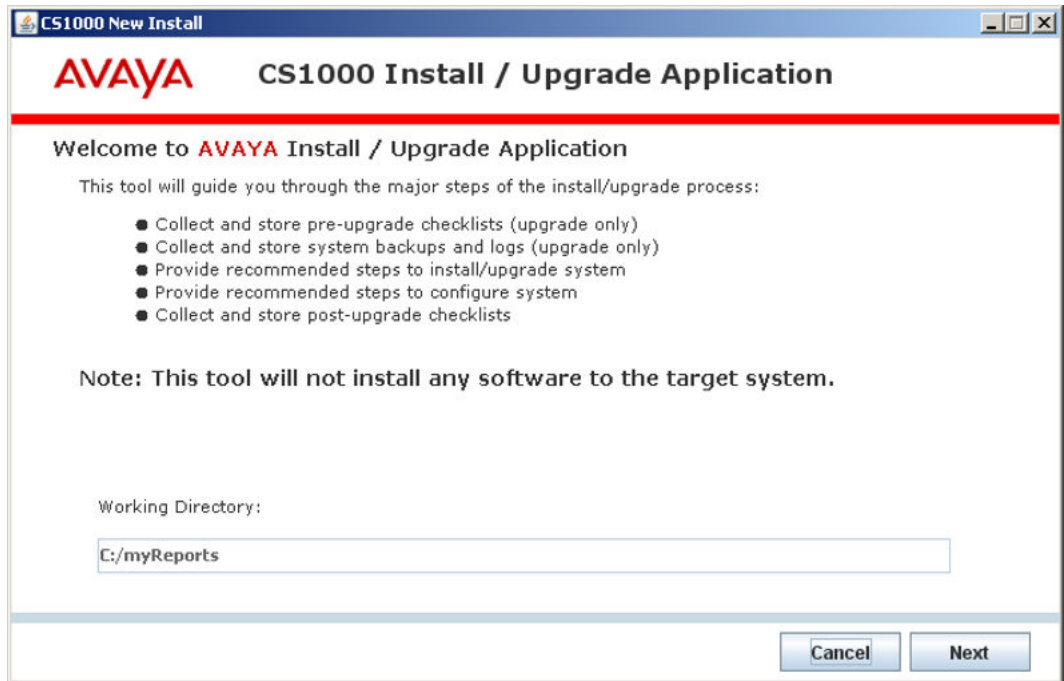 CS1000 New Install
AVAYA CS1000 Install / Upgrade Application
Welcome to AVAYA Install / Upgrade Application
This tool will guide you through the major steps of the install/upgrade process:
Collect and store pre-upgrade checklists (upgrade only)
Collect and store system backups and logs (upgrade only)
Provide recommended steps to install/upgrade system
Provide recommended steps to configure system
Collect and store post-upgrade checklists
Note: This tool will not install any software to the target system.
Working Directory:
C:/myReports
Cancel Next